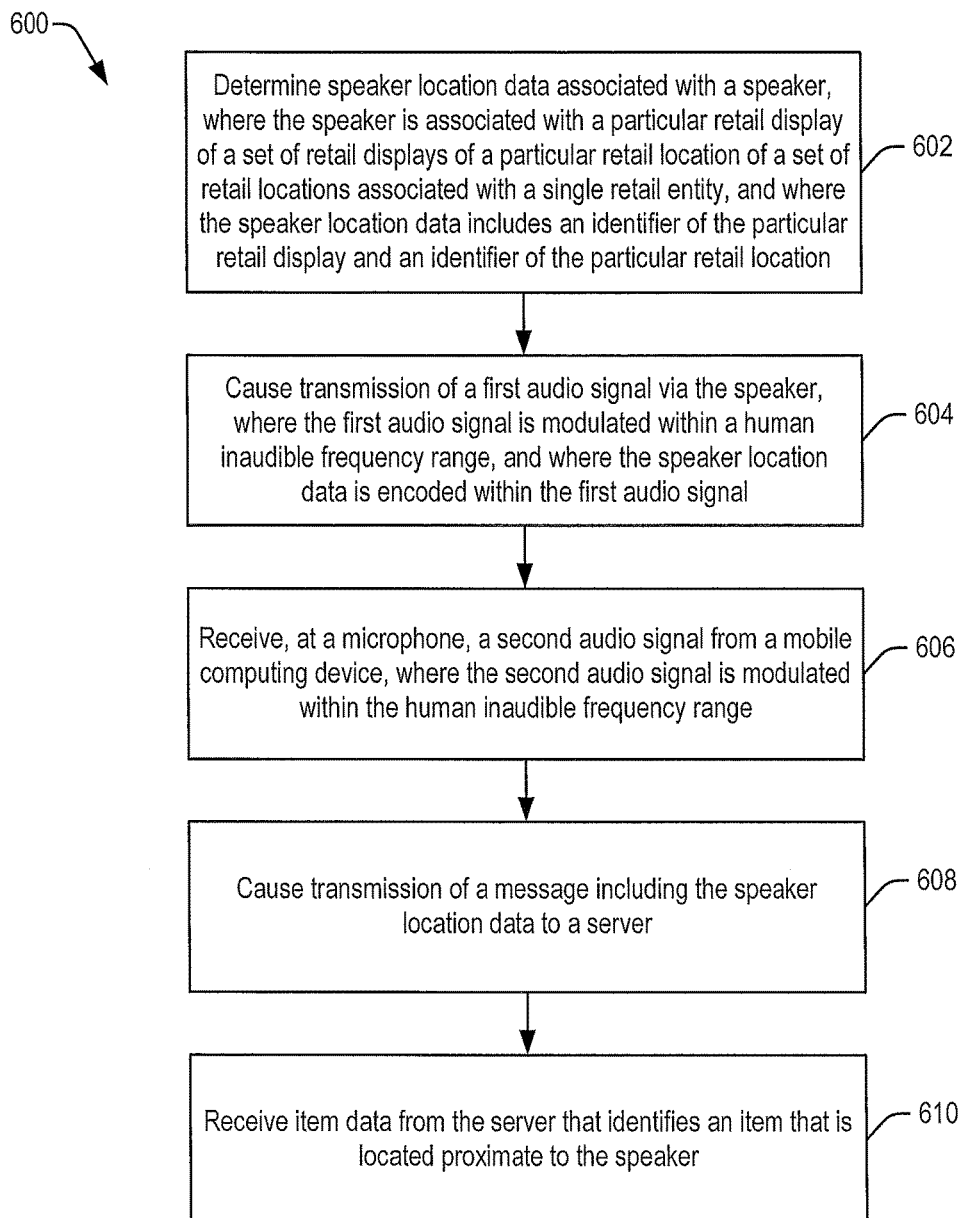 600
Determine speaker location data associated with a speaker,
where the speaker is associated with a particular retail display
of a set of retail displays of a particular retail location of a set of
retail locations associated with a single retail entity, and where
the speaker location data includes an identifier of the particular
retail display and an identifier of the particular retail location
602
Cause transmission of a first audio signal via the speaker,
where the first audio signal is modulated within a human
inaudible frequency range, and where the speaker location
data is encoded within the first audio signal
604
Receive, at a microphone, a second audio signal from a mobile
computing device, where the second audio signal is modulated
within the human inaudible frequency range
606
Cause transmission of a message including the speaker
location data to a server
608
Receive item data from the server that identifies an item that is
located proximate to the speaker
610